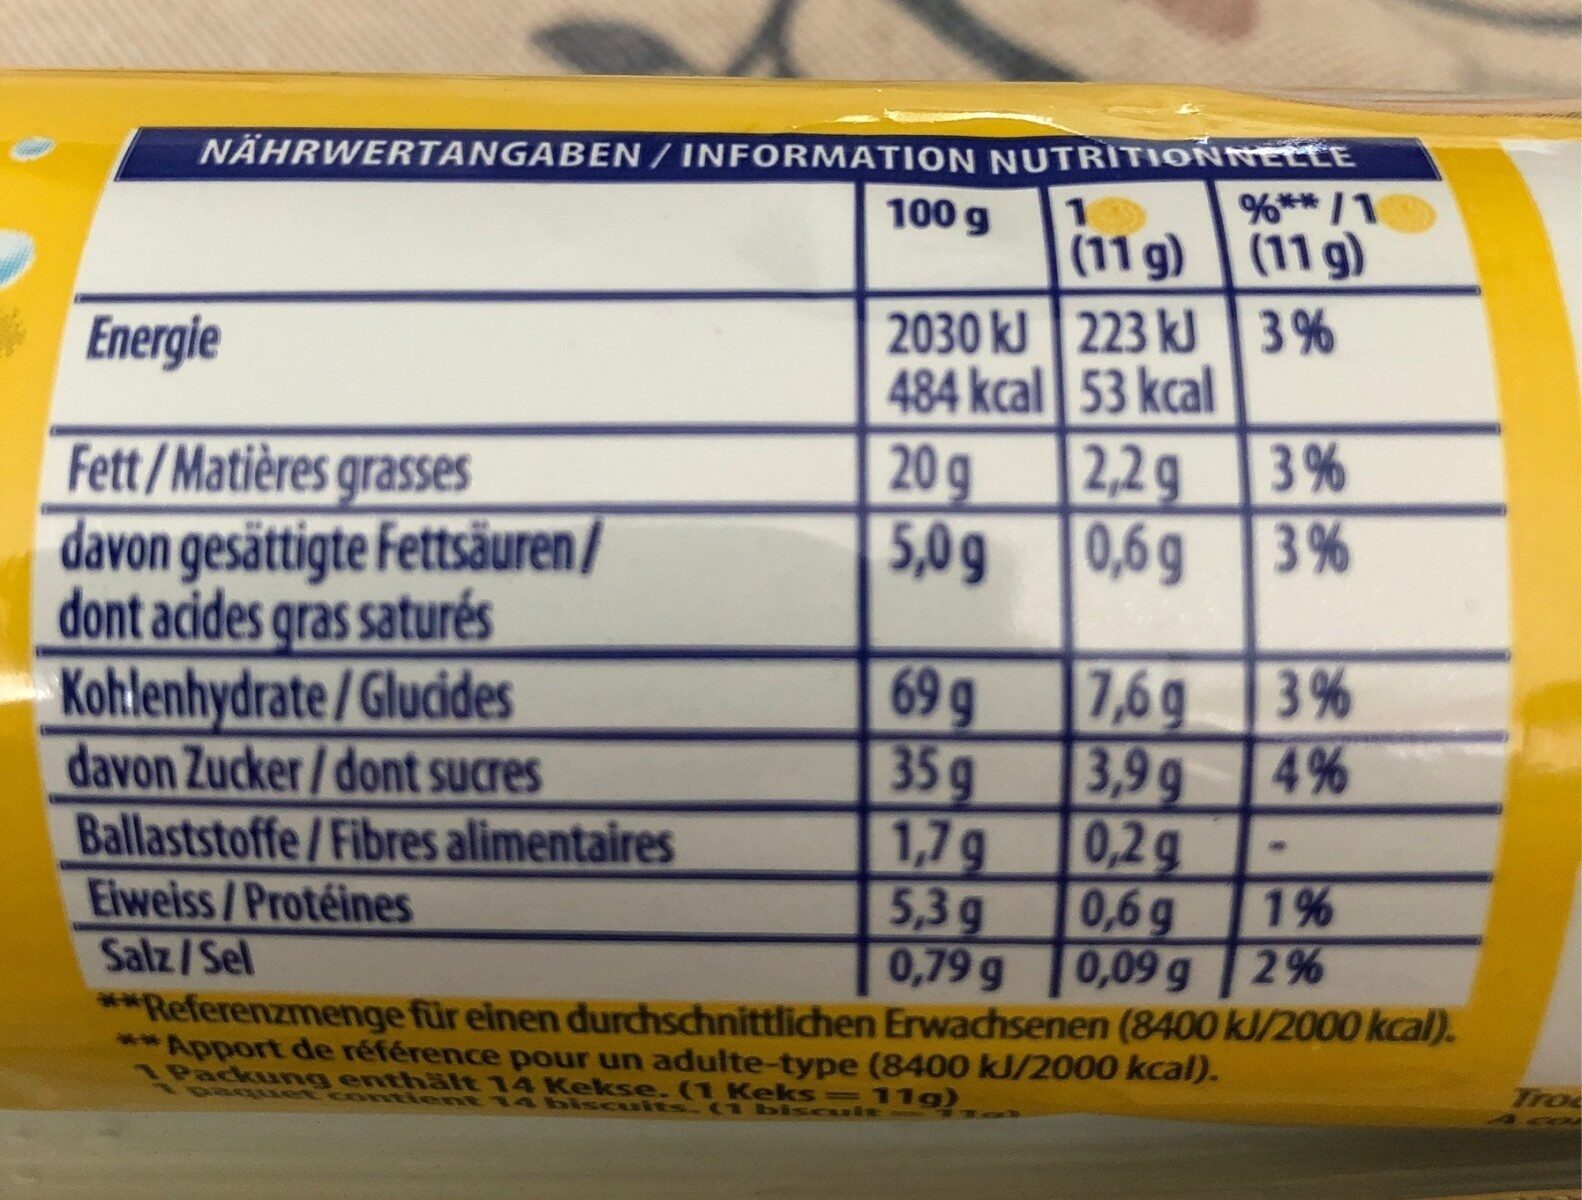 NÄHRWERTANGABEN / INFORMATION NUTRITIONNELLE
100 g 1 (11 g) %** / 1 (11 g)
Energie 2030 kJ 223 kJ 3 %
484 kcal 53 kcal
Fett / Matières grasses 20 g 2,2 g 3 %
davon gesättigte Fettsäuren / 5,0 g 0,6 g 3 %
dont acides gras saturés
Kohlenhydrate / Glucides 69 g 7,6 g 3 %
davon Zucker / dont sucres 35 g 3,9 g 4 %
Ballaststoffe / Fibres alimentaires 1,7 g 0,2 g -
Eiweiss / Protéines 5,3 g 0,6 g 1 %
Salz / Sel 0,79 g 0,09 g 2 %
**Referenzmenge für einen durchschnittlichen Erwachsenen (8400 kJ/2000 kcal).
**Apport de référence pour un adulte-type (8400 kJ/2000 kcal).
1 Packung enthält 14 Kekse. (1 Keks = 11g)
1 paquet contient 14 biscuits. (1 biscuit = 11g)